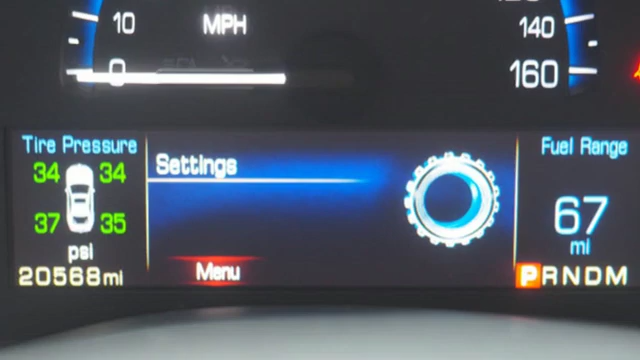 10 MPH 140
0 160
Tire Pressure
34 34
37 35
psi
20568mi
Settings
Menu
Fuel Range
67
mi
PRNDM